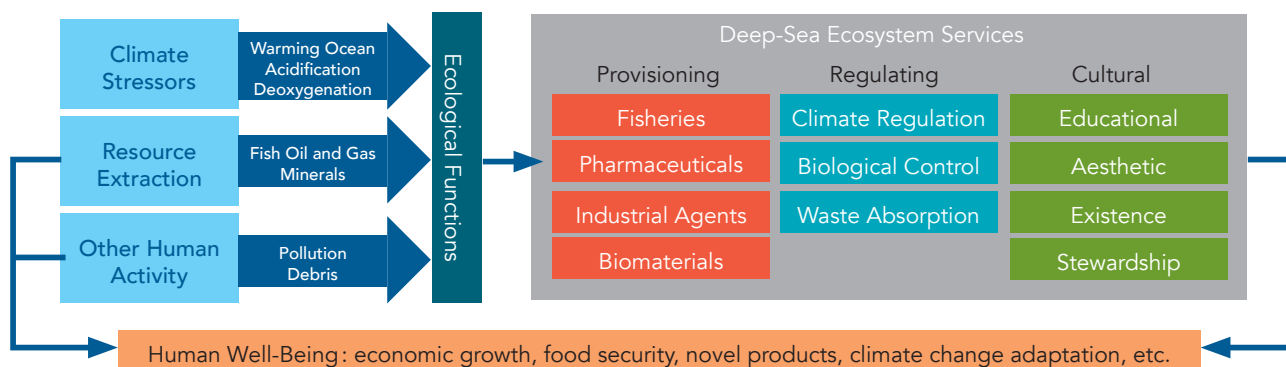 Climate
Stressors
Warming Ocean
Acidification
Deoxygenation
Resource
Extraction
Fish Oil and Gas
Minerals
Other Human
Activity
Pollution
Debris
Ecological Functions
Deep-Sea Ecosystem Services
Provisioning
Fisheries
Pharmaceuticals
Industrial Agents
Biomaterials
Regulating
Climate Regulation
Biological Control
Waste Absorption
Cultural
Educational
Aesthetic
Existence
Stewardship
Human Well-Being: economic growth, food security, novel products, climate change adaptation, etc.